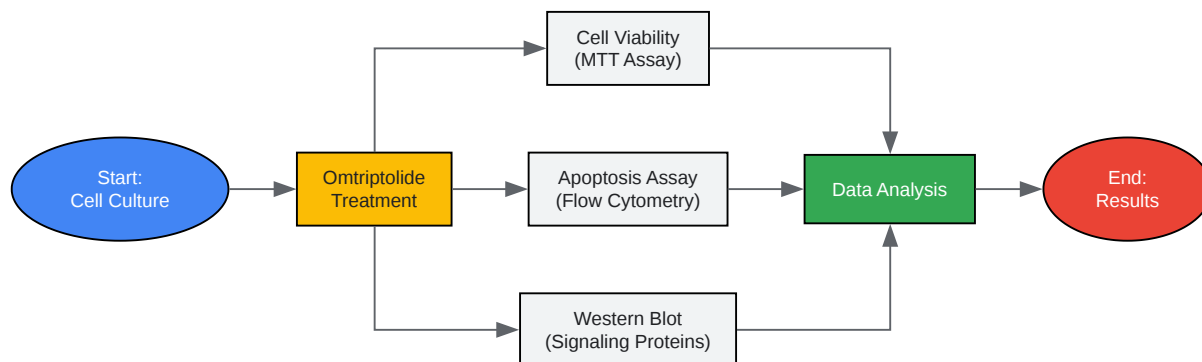 Start:
Cell Culture
Omtriptolide
Treatment
Cell Viability
(MTT Assay)
Apoptosis Assay
(Flow Cytometry)
Western Blot
(Signaling Proteins)
Data Analysis
End:
Results